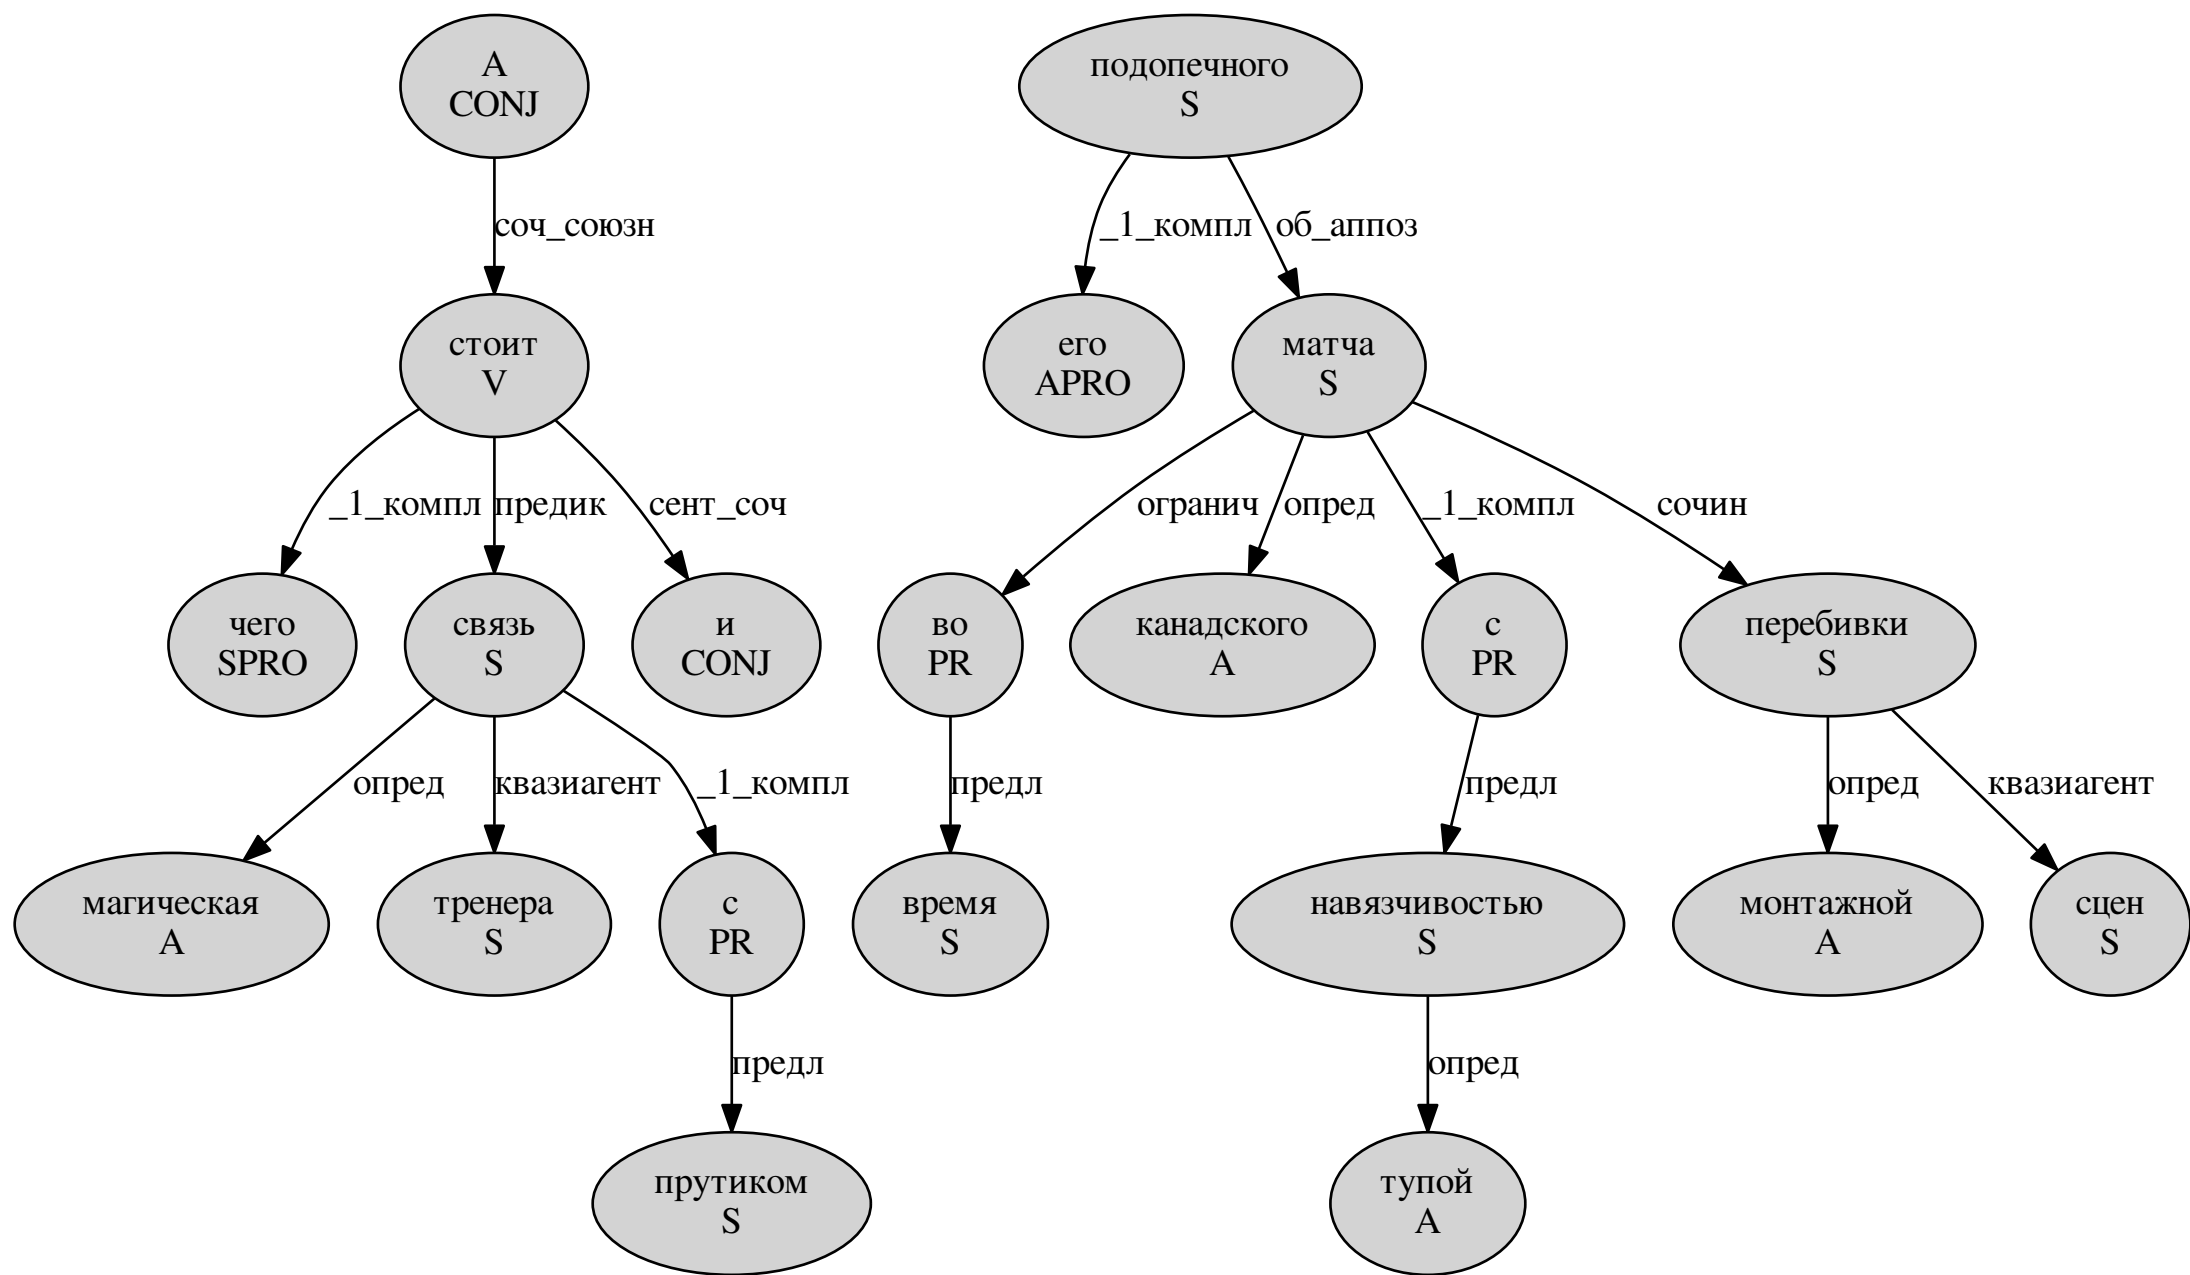 А
CONJ
подопечного
S
соч_союзн
_1_компл
об_аппоз
стоит
V
его
APRO
матча
S
_1_компл
предик
сент_соч
огранич
опред
_1_компл
сочин
чего
SPRO
связь
S
и
CONJ
во
PR
канадского
A
с
PR
перебивки
S
опред
квазиагент
_1_компл
предл
предл
опред
квазиагент
магическая
A
тренера
S
с
PR
время
S
навязчивостью
S
монтажной
A
сцен
S
предл
опред
прутиком
S
тупой
A